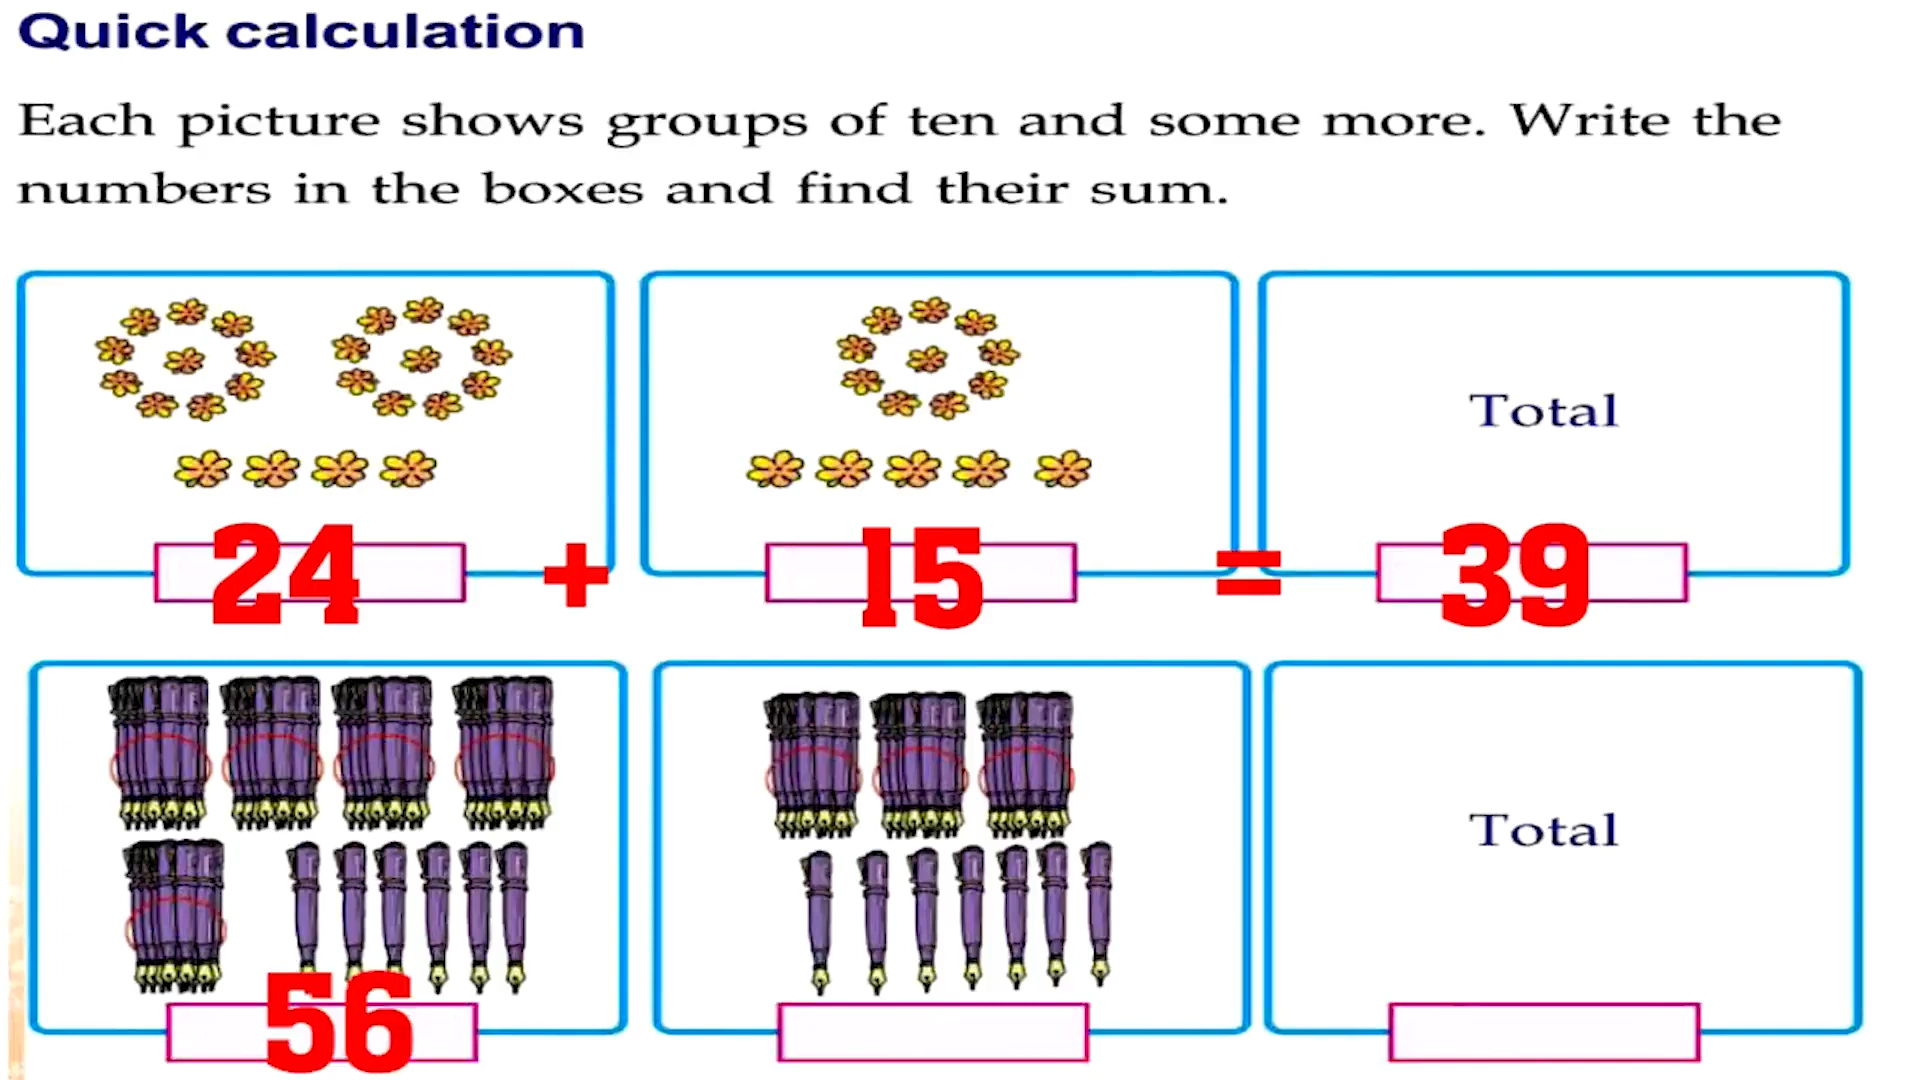 Quick calculation
Each picture shows groups of ten and some more. Write the
numbers in the boxes and find their sum.
Total
24 + 15 = 39
Total
56